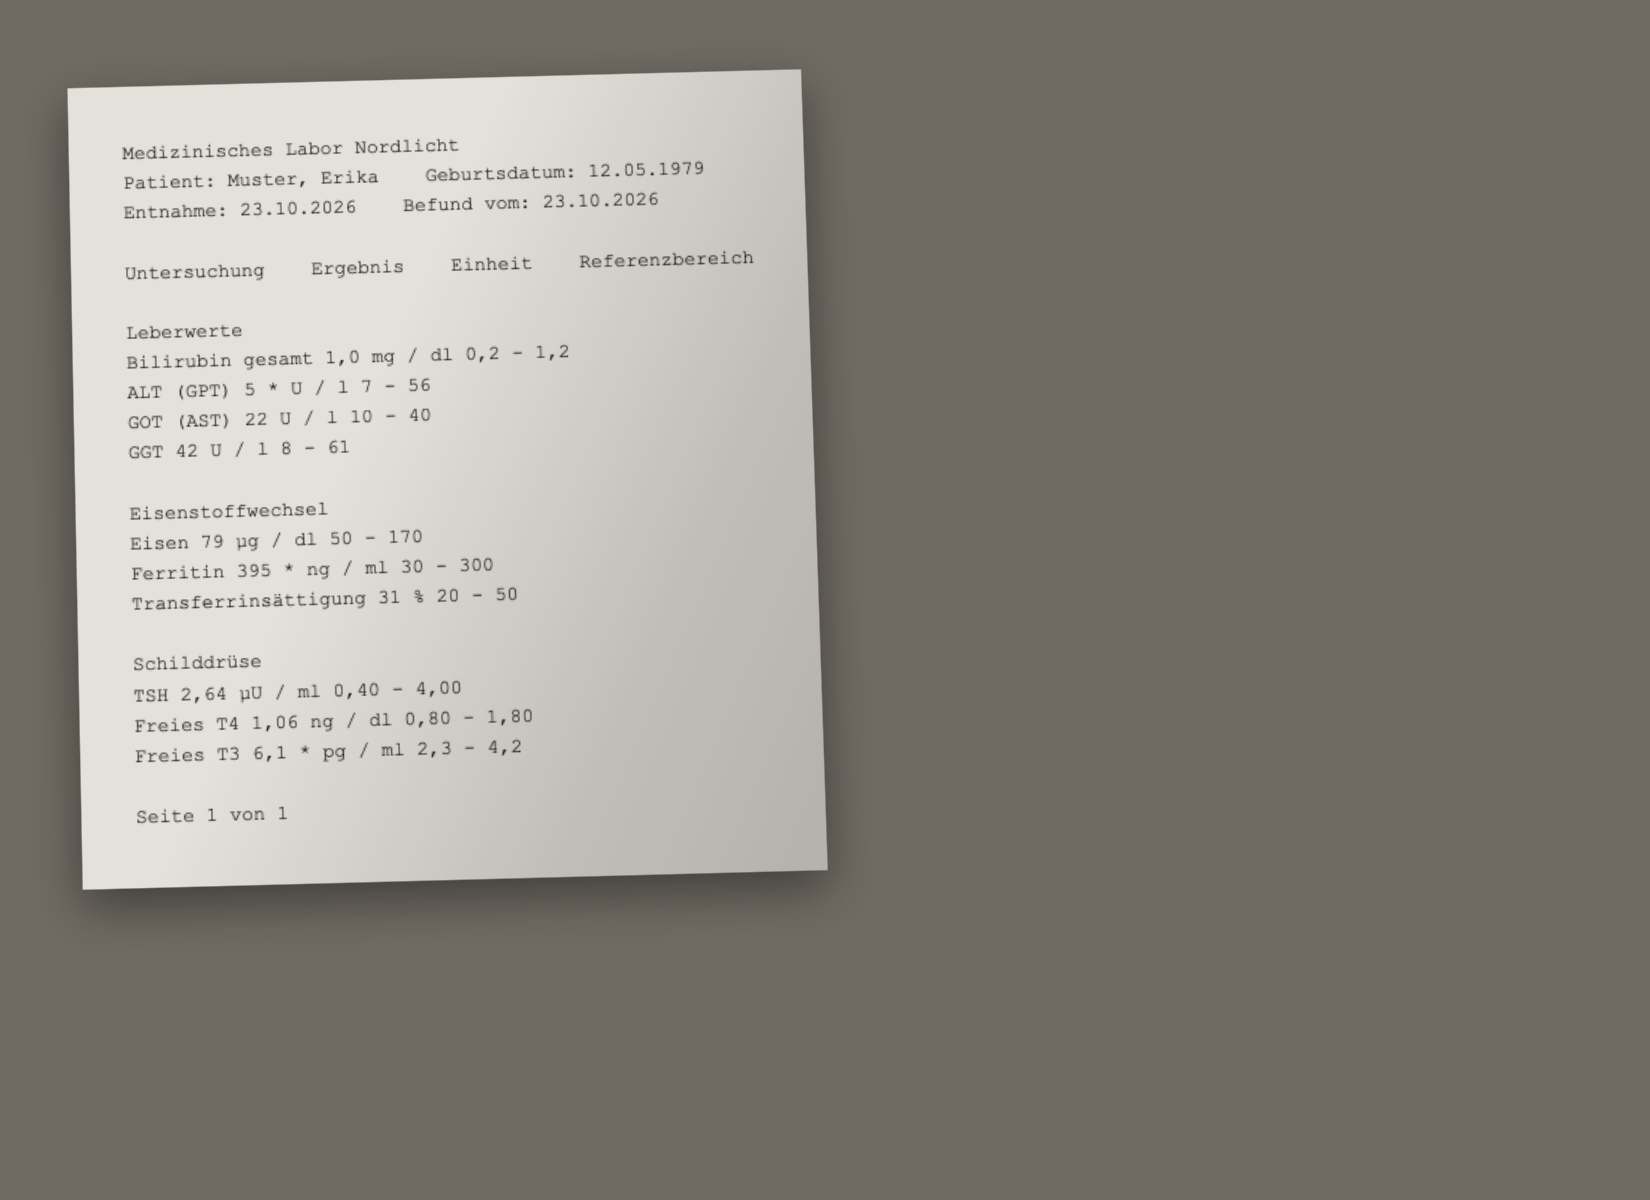 Medizinisches Labor Nordlicht
Patient: Muster, Erika    Geburtsdatum: 12.05.1979
Entnahme: 23.10.2026    Befund vom: 23.10.2026
Untersuchung    Ergebnis    Einheit    Referenzbereich
Leberwerte
Bilirubin gesamt 1,0 mg / dl 0,2 - 1,2
ALT (GPT) 5 * U / l 7 - 56
GOT (AST) 22 U / l 10 - 40
GGT 42 U / l 8 - 61
Eisenstoffwechsel
Eisen 79 µg / dl 50 - 170
Ferritin 395 * ng / ml 30 - 300
Transferrinsättigung 31 % 20 - 50
Schilddrüse
TSH 2,64 µU / ml 0,40 - 4,00
Freies T4 1,06 ng / dl 0,80 - 1,80
Freies T3 6,1 * pg / ml 2,3 - 4,2
Seite 1 von 1